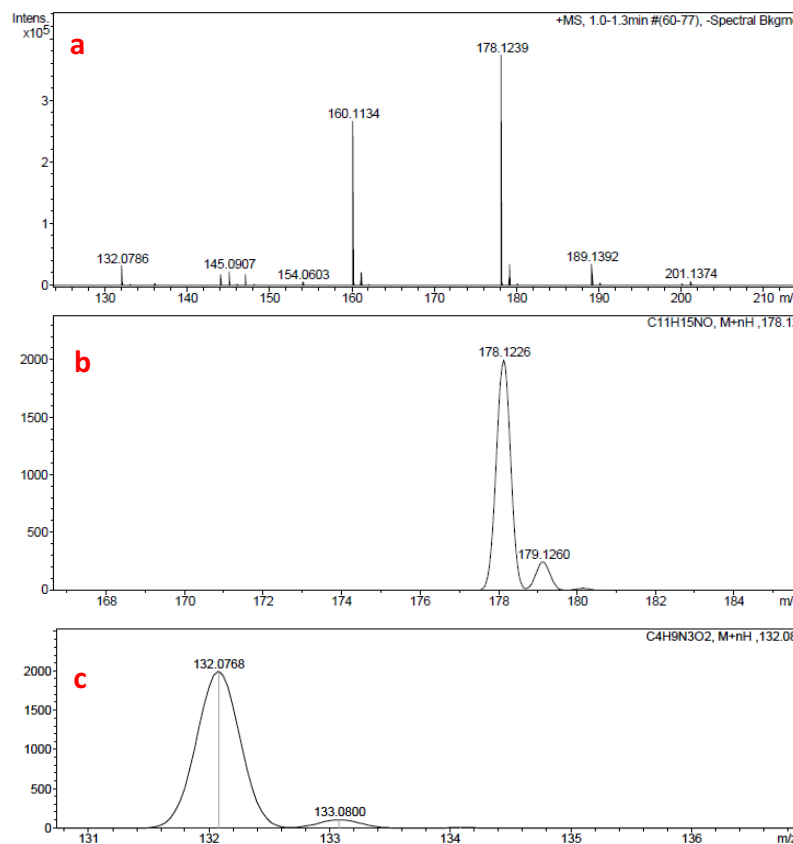 Intens.
x10⁵
+MS, 1.0-1.3min #(60-77), -Spectral Bkgrn
a
178.1239
160.1134
132.0786
145.0907
154.0603
189.1392
201.1374
3
2
1
0
130 140 150 160 170 180 190 200 210 m/
C11H15NO, M+nH ,178.1
b
178.1226
179.1260
2000
1500
1000
500
0
168 170 172 174 176 178 180 182 184 m/
C4H9N3O2, M+nH ,132.0
c
132.0768
133.0800
2000
1500
1000
500
0
131 132 133 134 135 136 m/z